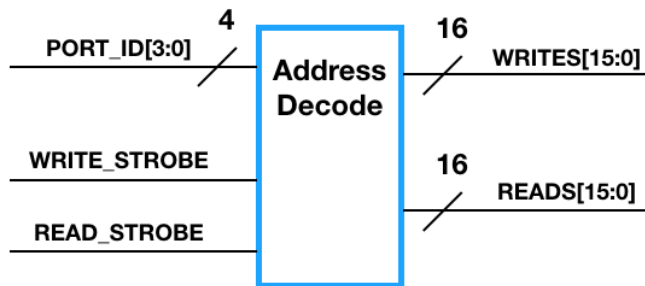 4
PORT_ID[3:0]
WRITE_STROBE
READ_STROBE
Address
Decode
16
WRITES[15:0]
16
READS[15:0]